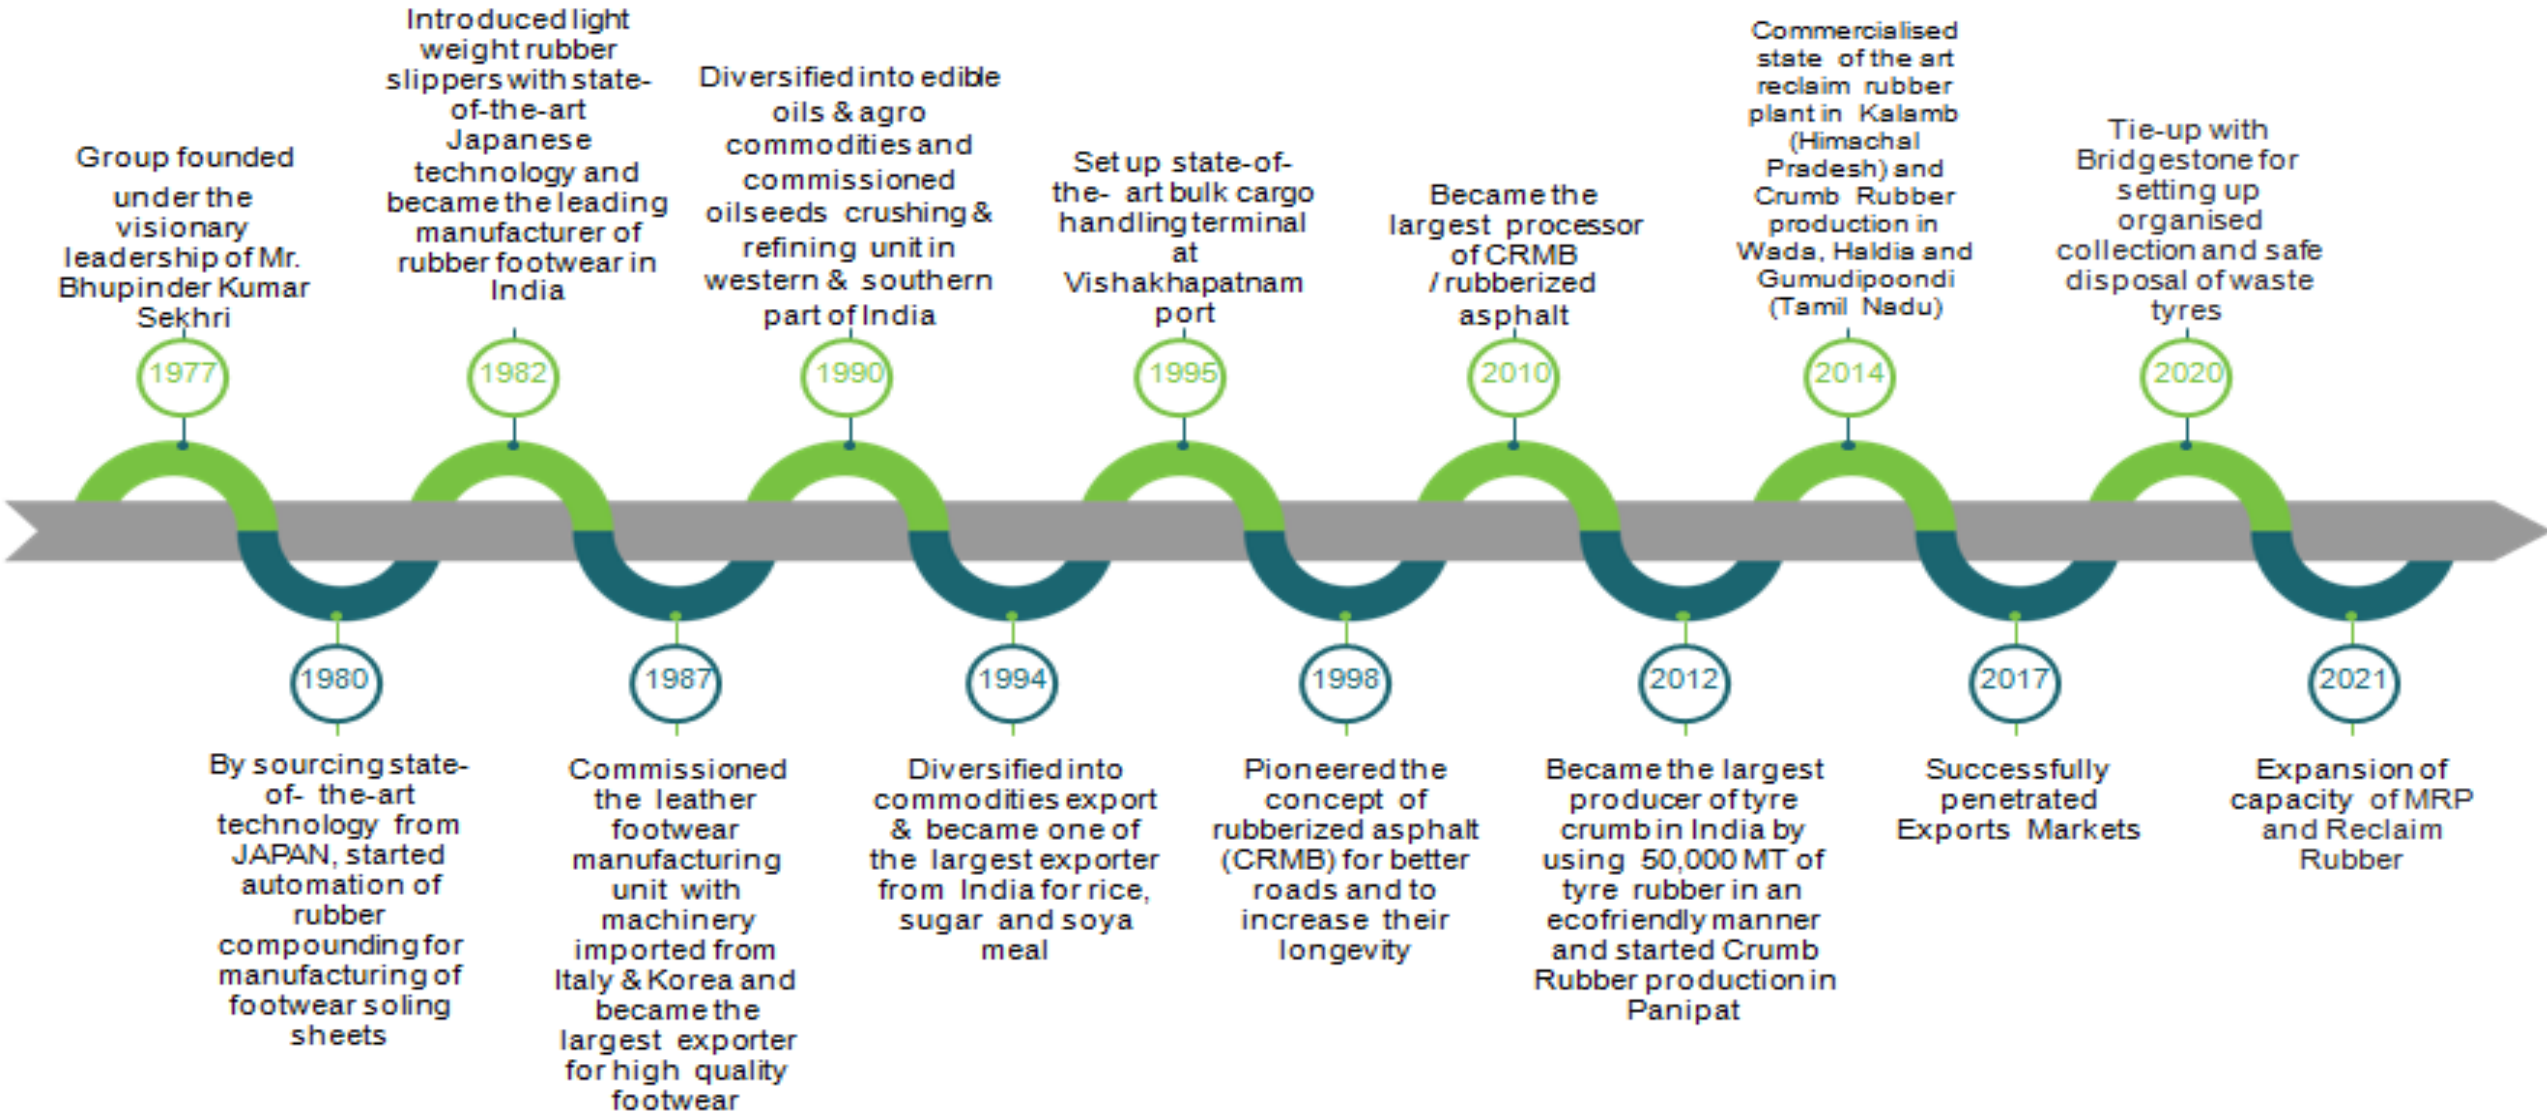 Group founded
under the
visionary
leadership of Mr.
Bhupinder Kumar
Sekhri
1977
By sourcing state-
of- the-art
technology from
JAPAN, started
automation of
rubber
compounding for
manufacturing of
footwear soling
sheets
1980
Introduced light
weight rubber
slippers with state-
of-the-art
Japanese
technology and
became the leading
manufacturer of
rubber footwear in
India
1982
1987
Commissioned
the leather
footwear
manufacturing
unit with
machinery
imported from
Italy & Korea and
became the
largest exporter
for high quality
footwear
Diversified into edible
oils & agro
commodities and
commissioned
oilseeds crushing &
refining unit in
western & southern
part of India
1990
1994
Diversified into
commodities export
& became one of
the largest exporter
from India for rice,
sugar and soya
meal
Set up state-of-
the- art bulk cargo
handling terminal
at
Vishakhapatnam
port
1995
1998
Pioneered the
concept of
rubberized asphalt
(CRMB) for better
roads and to
increase their
longevity
Became the
largest processor
of CRMB
/ rubberized
asphalt
2010
2012
Became the largest
producer of tyre
crumb in India by
using 50,000 MT of
tyre rubber in an
ecofriendly manner
and started Crumb
Rubber production in
Panipat
Commercialised
state of the art
reclaim rubber
plant in Kalamb
(Himachal
Pradesh) and
Crumb Rubber
production in
Wada, Haldia and
Gumudipoondi
(Tamil Nadu)
2014
2017
Successfully
penetrated
Exports Markets
Tie-up with
Bridgestone for
setting up
organised
collection and safe
disposal of waste
tyres
2020
2021
Expansion of
capacity of MRP
and Reclaim
Rubber